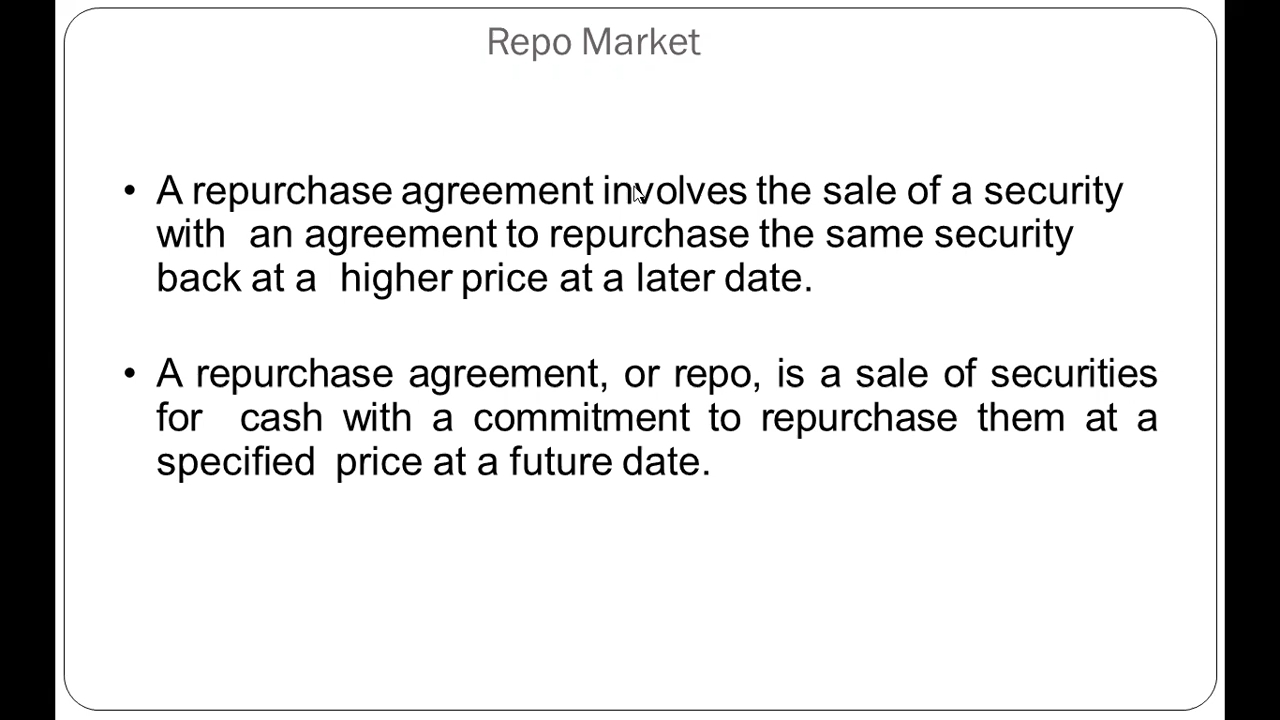 Repo Market
• A repurchase agreement involves the sale of a security
with an agreement to repurchase the same security
back at a higher price at a later date.
• A repurchase agreement, or repo, is a sale of securities
for cash with a commitment to repurchase them at a
specified price at a future date.